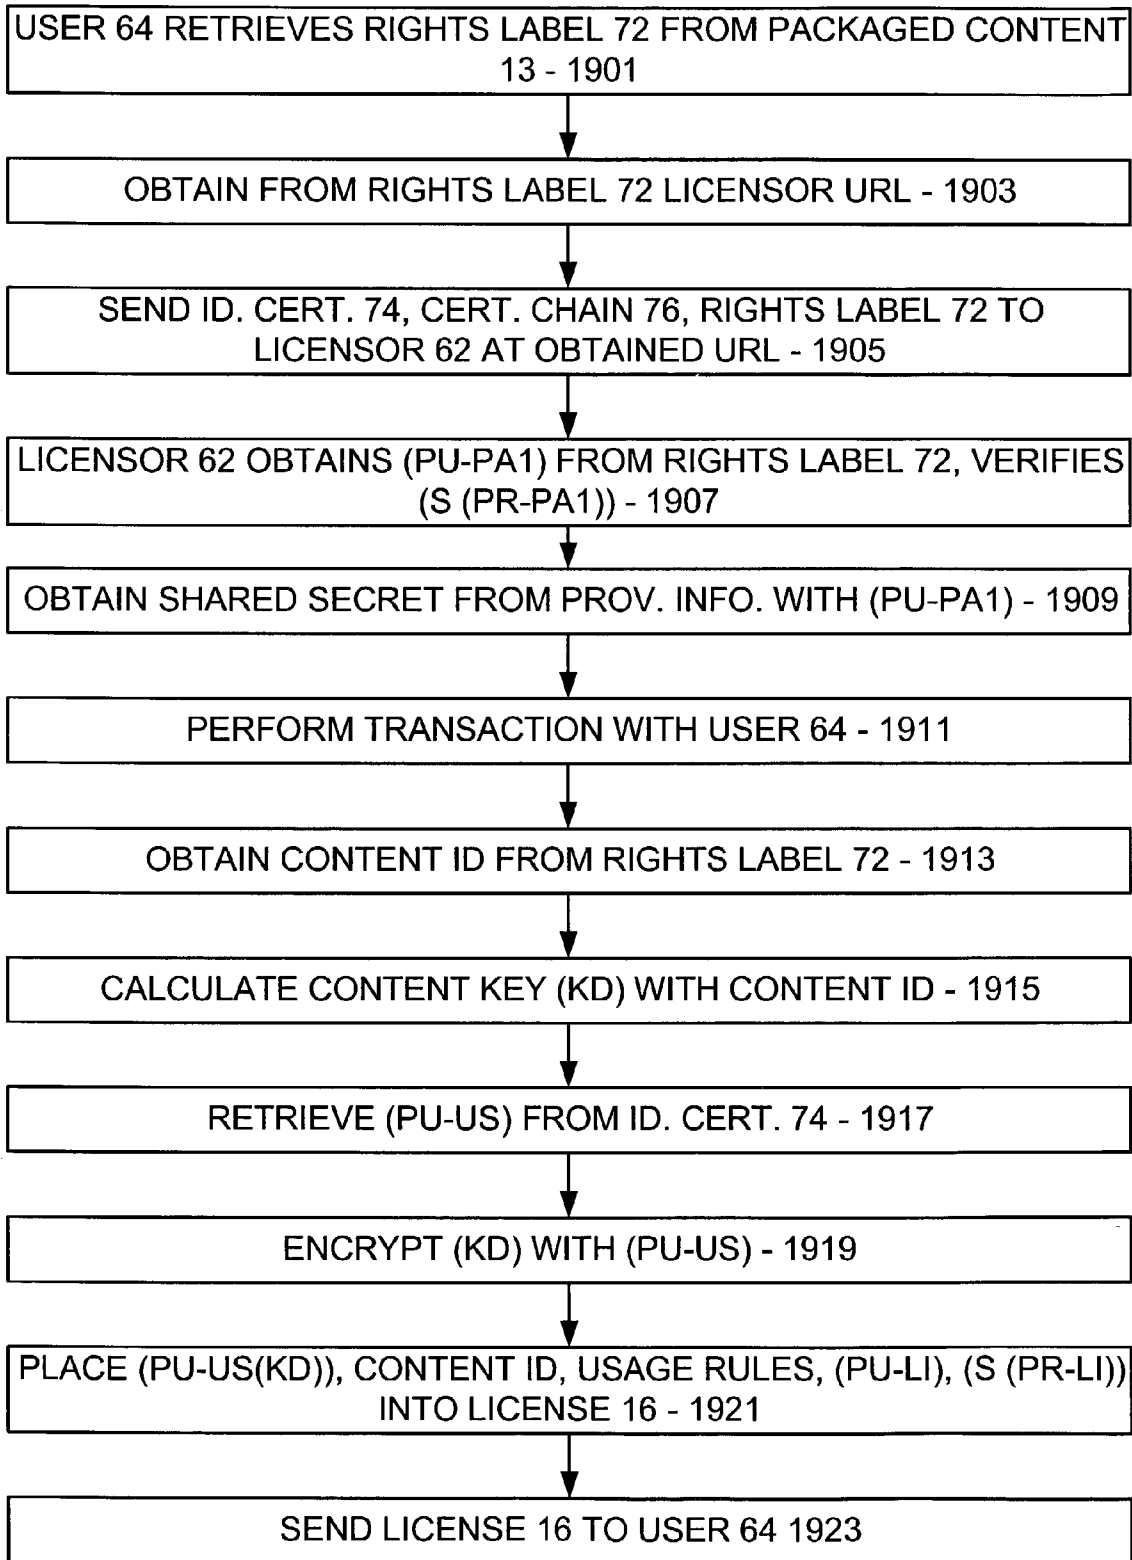 USER 64 RETRIEVES RIGHTS LABEL 72 FROM PACKAGED CONTENT
13 - 1901
OBTAIN FROM RIGHTS LABEL 72 LICENSOR URL - 1903
SEND ID. CERT. 74, CERT. CHAIN 76, RIGHTS LABEL 72 TO
LICENSOR 62 AT OBTAINED URL - 1905
LICENSOR 62 OBTAINS (PU-PA1) FROM RIGHTS LABEL 72, VERIFIES
(S (PR-PA1)) - 1907
OBTAIN SHARED SECRET FROM PROV. INFO. WITH (PU-PA1) - 1909
PERFORM TRANSACTION WITH USER 64 - 1911
OBTAIN CONTENT ID FROM RIGHTS LABEL 72 - 1913
CALCULATE CONTENT KEY (KD) WITH CONTENT ID - 1915
RETRIEVE (PU-US) FROM ID. CERT. 74 - 1917
ENCRYPT (KD) WITH (PU-US) - 1919
PLACE (PU-US(KD)), CONTENT ID, USAGE RULES, (PU-LI), (S (PR-LI))
INTO LICENSE 16 - 1921
SEND LICENSE 16 TO USER 64 1923